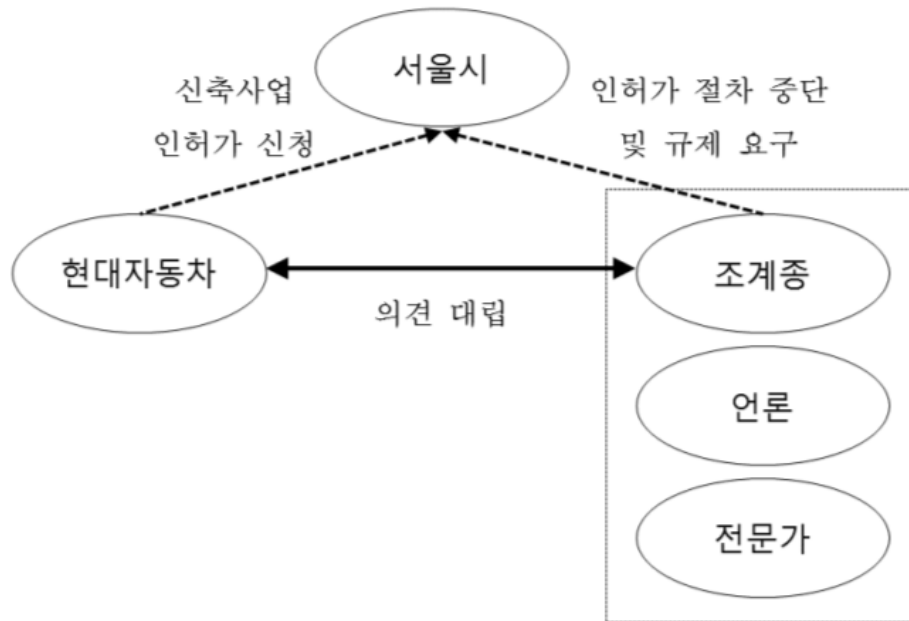 서울시
신축사업
인허가 신청
인허가 절차 중단
및 규제 요구
현대자동차
의견 대립
조계종
언론
전문가